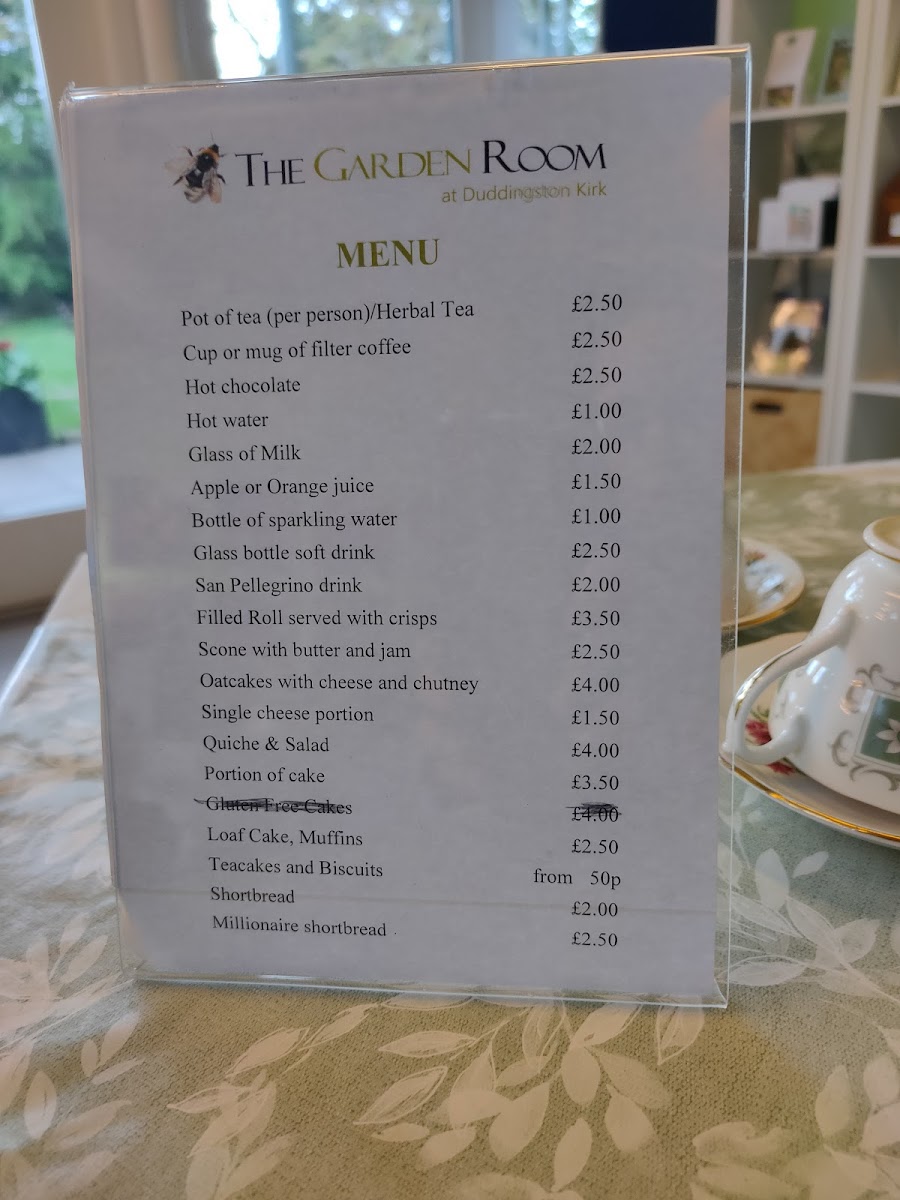 THE GARDEN ROOM
at Duddingston Kirk
MENU
Pot of tea (per person)/Herbal Tea £2.50
Cup or mug of filter coffee £2.50
Hot chocolate £2.50
Hot water £1.00
Glass of Milk £2.00
Apple or Orange juice £1.50
Bottle of sparkling water £1.00
Glass bottle soft drink £2.50
San Pellegrino drink £2.00
Filled Roll served with crisps £3.50
Scone with butter and jam £2.50
Oatcakes with cheese and chutney £4.00
Single cheese portion £1.50
Quiche & Salad £4.00
Portion of cake £3.50
Gluten Free Cakes £4.00
Loaf Cake, Muffins £2.50
Teacakes and Biscuits from 50p
Shortbread £2.00
Millionaire shortbread . £2.50